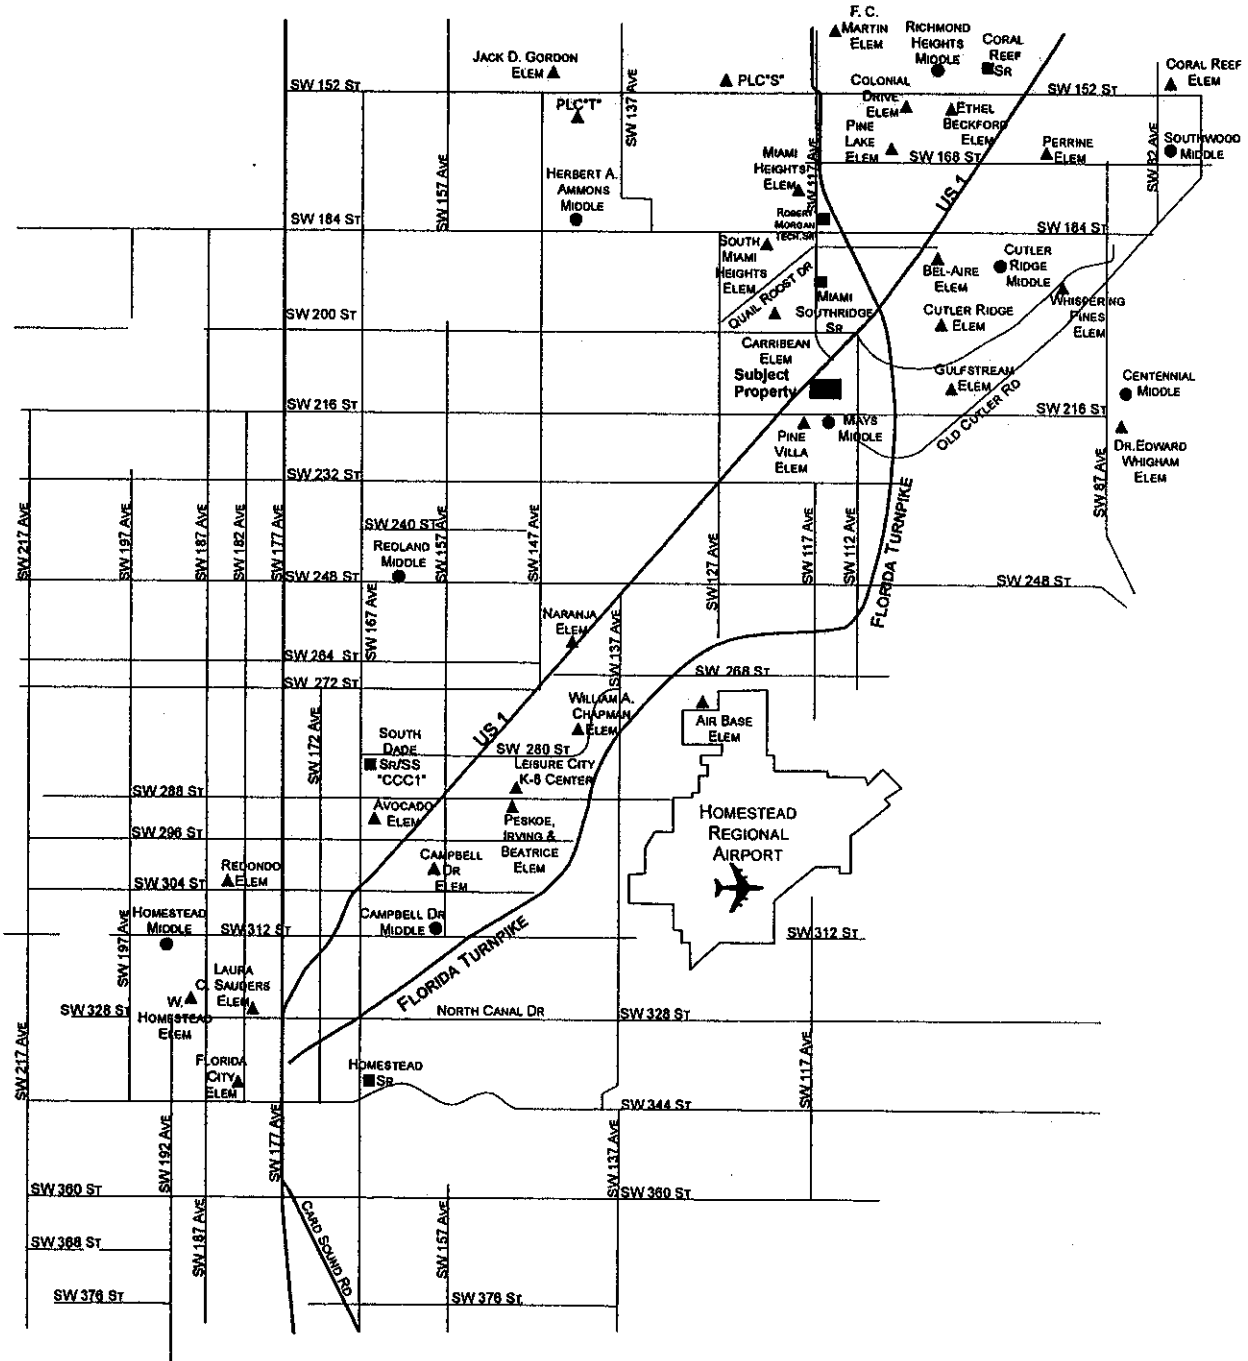 F. C.
MARTIN
ELEM
RICHMOND
HEIGHTS
MIDDLE
CORAL
REEF
SR
JACK D. GORDON
ELEM
PLC"S"
COLONIAL
DRIVE
ELEM
CORAL REEF
ELEM
SW 152 ST
SW 152 ST
PLC"T"
SW 137 AVE
ETHEL
BECKFORD
ELEM
PINE
LAKE
ELEM
PERRINE
ELEM
SOUTHWOOD
MIDDLE
SW 82 AVE
SW 168 ST
MIAMI
HEIGHTS
ELEM
SW 117 AVE
SW 157 AVE
HERBERT A.
AMMONS
MIDDLE
US 1
SW 184 ST
ROBERT
MORGAN
TECH. SR
SW 184 ST
SOUTH
MIAMI
HEIGHTS
ELEM
BEL-AIRE
ELEM
CUTLER
RIDGE
MIDDLE
QUAIL ROOST DR
MIAMI
SOUTHRIDGE
SR
WHISPERING
PINES
ELEM
SW 200 ST
CUTLER RIDGE
ELEM
CARRIBEAN
ELEM
Subject
Property
GULFSTREAM
ELEM
CENTENNIAL
MIDDLE
SW 216 ST
SW 216 ST
OLD CUTLER RD
PINE
VILLA
ELEM
MAYS
MIDDLE
DR. EDWARD
WHIGHAM
ELEM
SW 87 AVE
SW 232 ST
SW 217 AVE
SW 197 AVE
SW 187 AVE
SW 182 AVE
SW 177 AVE
SW 240 ST
SW 157 AVE
SW 147 AVE
SW 127 AVE
SW 117 AVE
SW 112 AVE
FLORIDA TURNPIKE
REDLAND
MIDDLE
SW 248 ST
SW 248 ST
SW 167 AVE
NARANJA
ELEM
SW 137 AVE
SW 264 ST
SW 268 ST
SW 272 ST
WILLIAM A.
CHAPMAN
ELEM
AIR BASE
ELEM
US 1
SW 172 AVE
SOUTH
DADE
SR/SS
"CCC1"
SW 280 ST
LEISURE CITY
K-8 CENTER
SW 288 ST
AVOCADO
ELEM
PESKOE,
IRVING &
BEATRICE
ELEM
HOMESTEAD
REGIONAL
AIRPORT
SW 296 ST
REDONDO
ELEM
CAMPBELL
DR
ELEM
SW 304 ST
HOMESTEAD
MIDDLE
SW 197 AVE
SW 312 ST
CAMPBELL DR
MIDDLE
SW 312 ST
FLORIDA TURNPIKE
LAURA
C. SAUDERS
ELEM
W.
HOMESTEAD
ELEM
SW 328 ST
NORTH CANAL DR
SW 328 ST
SW 217 AVE
FLORIDA
CITY
ELEM
HOMESTEAD
SR
SW 117 AVE
SW 344 ST
SW 192 AVE
SW 177 AVE
SW 137 AVE
SW 360 ST
SW 360 ST
SW 187 AVE
CARD SOUND RD
SW 157 AVE
SW 368 ST
SW 376 ST
SW 376 ST